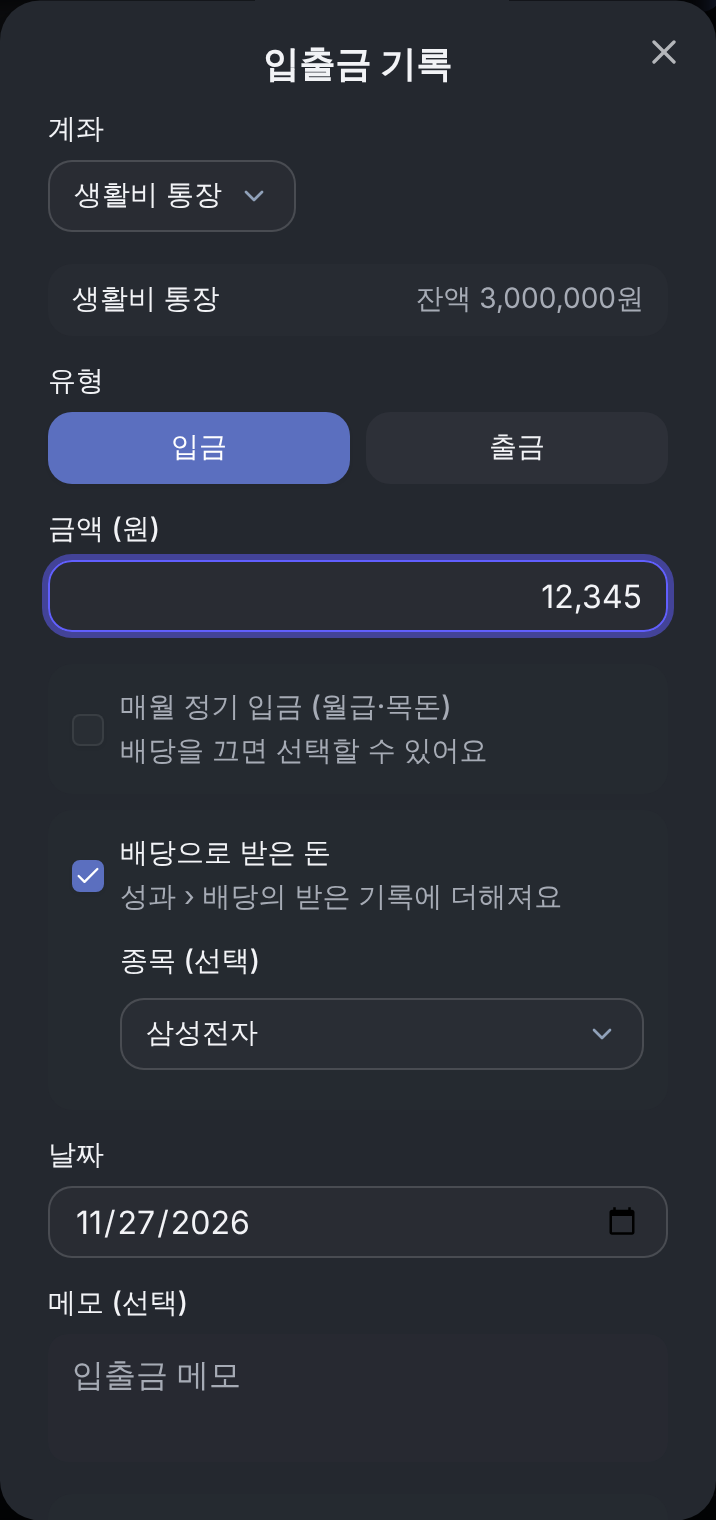 입출금 기록
계좌
생활비 통장
생활비 통장 잔액 3,000,000원
유형
입금 출금
금액 (원)
12,345
매월 정기 입금 (월급·목돈)
배당을 끄면 선택할 수 있어요
배당으로 받은 돈
성과 › 배당의 받은 기록에 더해져요
종목 (선택)
삼성전자
날짜
11/27/2026
메모 (선택)
입출금 메모